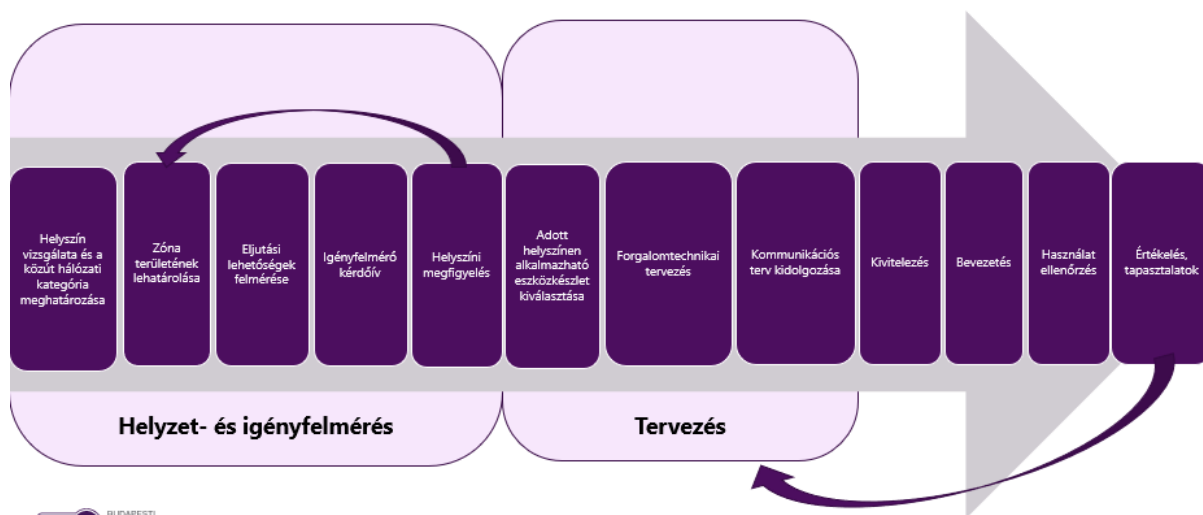 Helyszín
vizsgálata és a
közút hálózati
kategória
meghatározása
Zóna
területének
lehatárolása
Eljutási
lehetőségek
felmérése
Igényfelmérő
kérdőív
Helyszíni
megfigyelés
Adott
helyszínen
alkalmazható
eszközkészlet
kiválasztása
Forgalomtechnikai
tervezés
Kommunikációs
terv kidolgozása
Kivitelezés
Bevezetés
Használat
ellenőrzés
Értékelés,
tapasztalatok
Helyzet- és igényfelmérés
Tervezés
BUDAPESTI